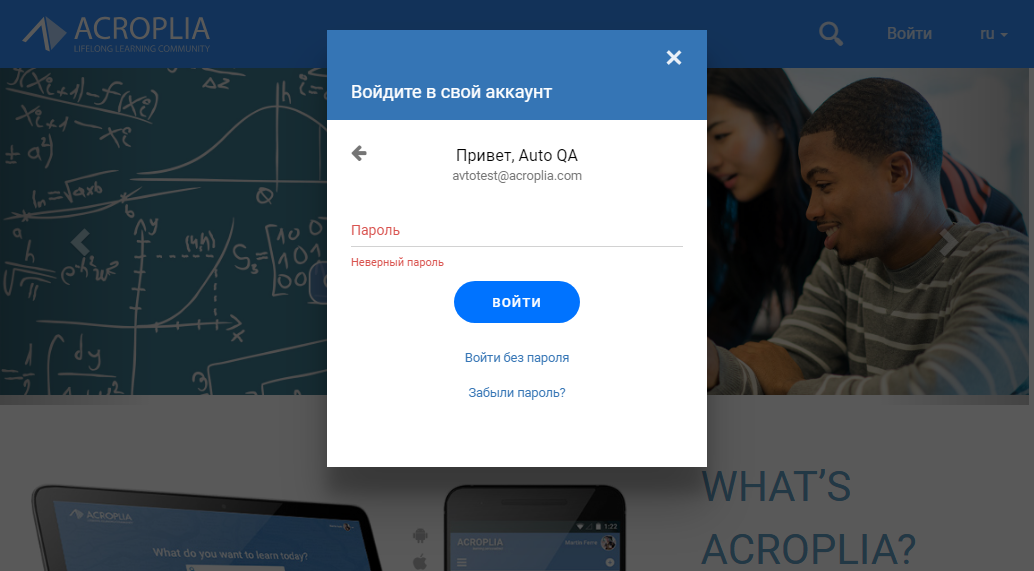 ACROPLIA
LIFELONG LEARNING COMMUNITY
Войти
ru
Войдите в свой аккаунт
Привет, Auto QA
avtotest@acroplia.com
Пароль
Неверный пароль
ВОЙТИ
Войти без пароля
Забыли пароль?
WHAT'S
ACROPLIA?
ACROPLIA
What do you want to learn today?
1:22
ACROPLIA